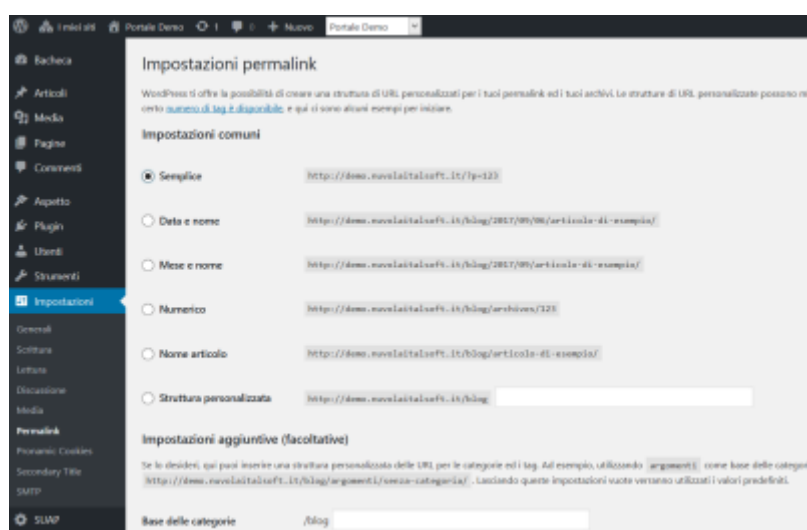 I miei siti Portale Demo 1 0 Nuovo Portale Demo
Bacheca
Articoli
Media
Pagine
Commenti
Aspetto
Plugin
Utenti
Strumenti
Impostazioni
Generali
Scrittura
Lettura
Discussione
Media
Permalink
Pronamic Cookies
Secondary Title
SMTP
SUAP
Impostazioni permalink
WordPress ti offre la possibilità di creare una struttura di URL personalizzati per i tuoi permalink ed i tuoi archivi. Le strutture di URL personalizzate possono
certo numero di tag è disponibile, e qui ci sono alcuni esempi per iniziare.
Impostazioni comuni
Semplice http://demo.nuvolaitalsoft.it/?p=123
Data e nome http://demo.nuvolaitalsoft.it/blog/2017/09/06/articolo-di-esempio/
Mese e nome http://demo.nuvolaitalsoft.it/blog/2017/09/articolo-di-esempio/
Numerico http://demo.nuvolaitalsoft.it/blog/archives/123
Nome articolo http://demo.nuvolaitalsoft.it/blog/articolo-di-esempio/
Struttura personalizzata http://demo.nuvolaitalsoft.it/blog
Impostazioni aggiuntive (facoltative)
Se lo desideri, qui puoi inserire una struttura personalizzata delle URL per le categorie ed i tag. Ad esempio, utilizzando argomenti come base delle
http://demo.nuvolaitalsoft.it/blog/argomenti/senza-categoria/ . Lasciando queste impostazioni vuote verranno utilizzati i valori predefiniti.
Base delle categorie /blog